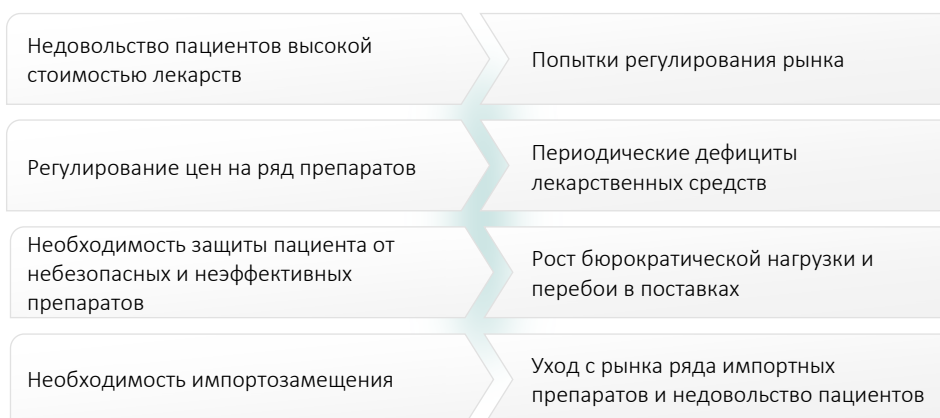 Недовольство пациентов высокой
стоимостью лекарств
Попытки регулирования рынка
Регулирование цен на ряд препаратов
Периодические дефициты
лекарственных средств
Необходимость защиты пациента от
небезопасных и неэффективных
препаратов
Рост бюрократической нагрузки и
перебои в поставках
Необходимость импортозамещения
Уход с рынка ряда импортных
препаратов и недовольство пациентов